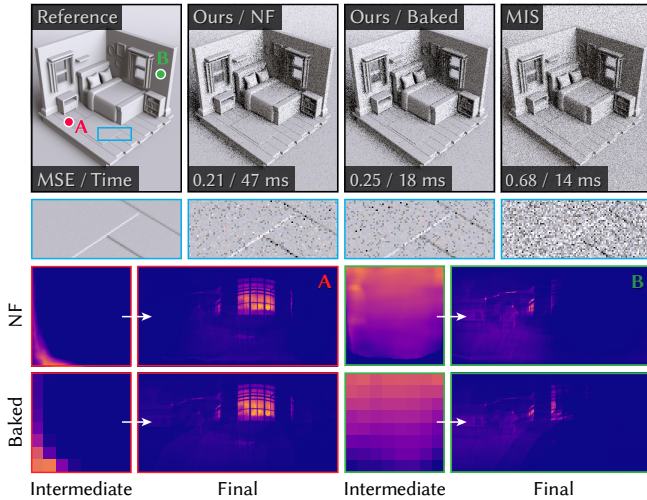 Reference
Ours / NF
Ours / Baked
MIS
B
A
MSE / Time
0.21 / 47 ms
0.25 / 18 ms
0.68 / 14 ms
NF
A
B
Baked
Intermediate
Final
Intermediate
Final